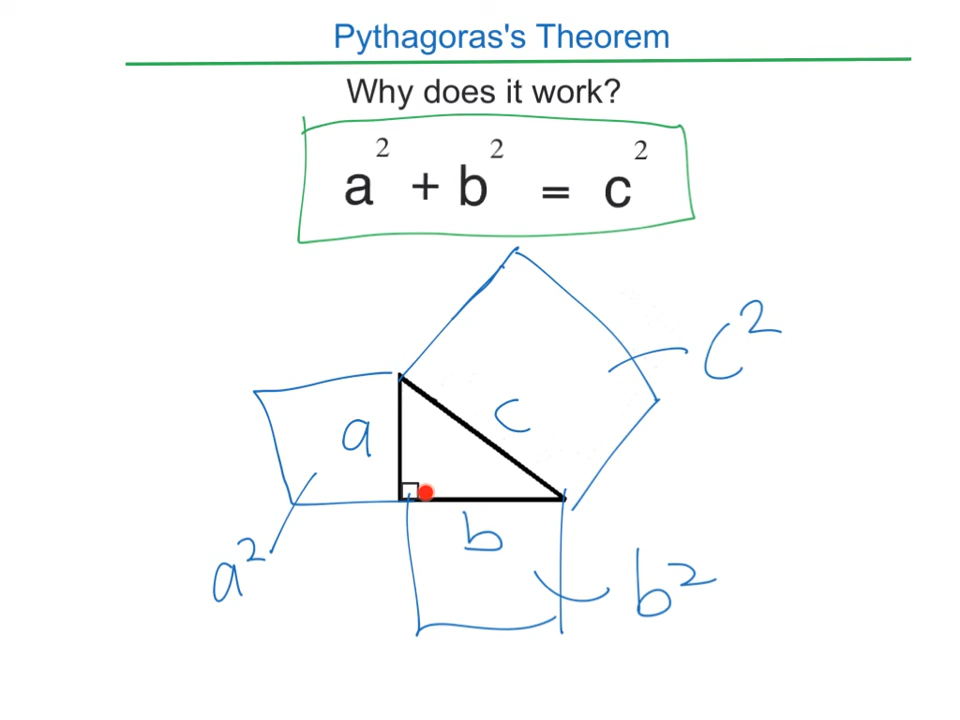 Pythagoras's Theorem
Why does it work?
a² + b² = c²
c²
a
c
b
a²
b²